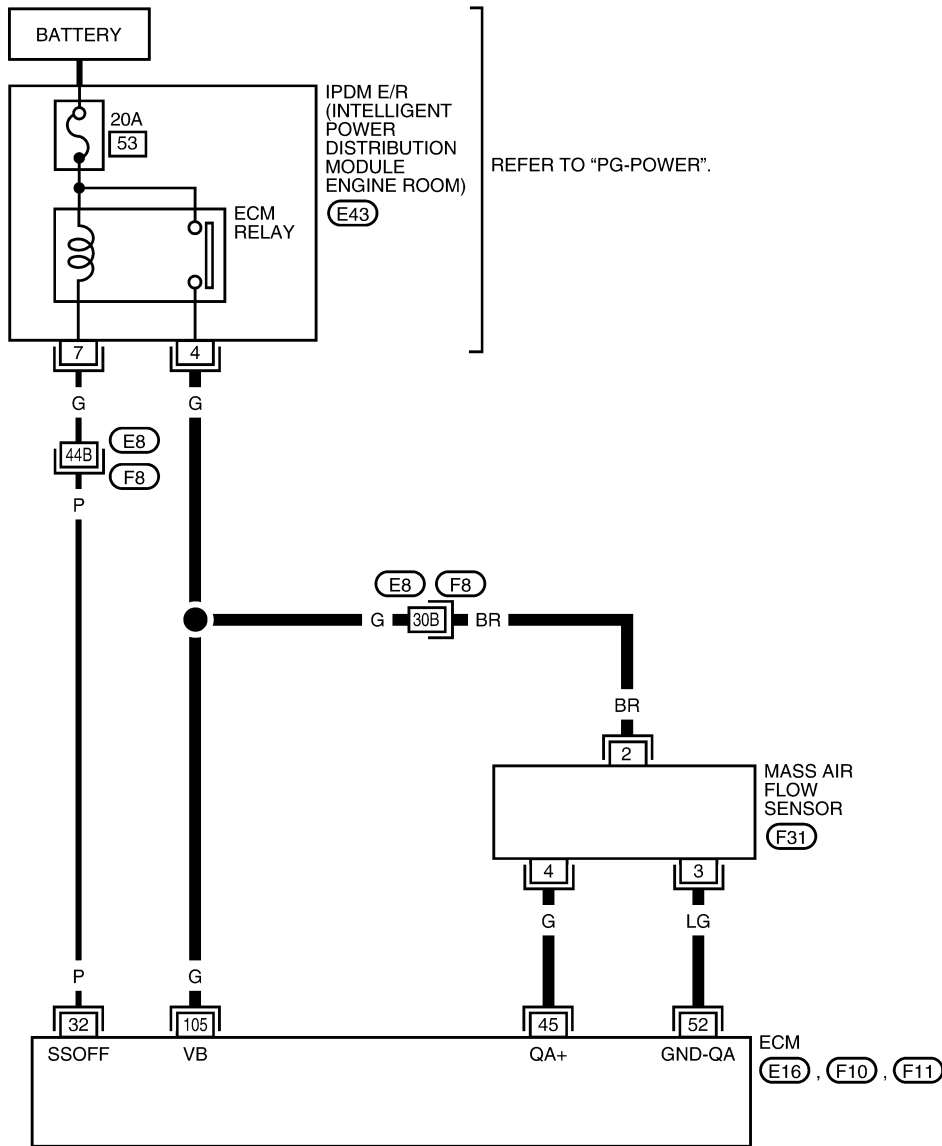 BATTERY
20A
53
IPDM E/R
(INTELLIGENT
POWER
DISTRIBUTION
MODULE
ENGINE ROOM)
E43
REFER TO “PG-POWER”.
ECM
RELAY
7
4
G
G
44B
E8
F8
P
E8
F8
G
30B
BR
BR
2
MASS AIR
FLOW
SENSOR
F31
4
3
G
LG
P
G
32
105
45
52
SSOFF
VB
QA+
GND-QA
ECM
E16 , F10 , F11